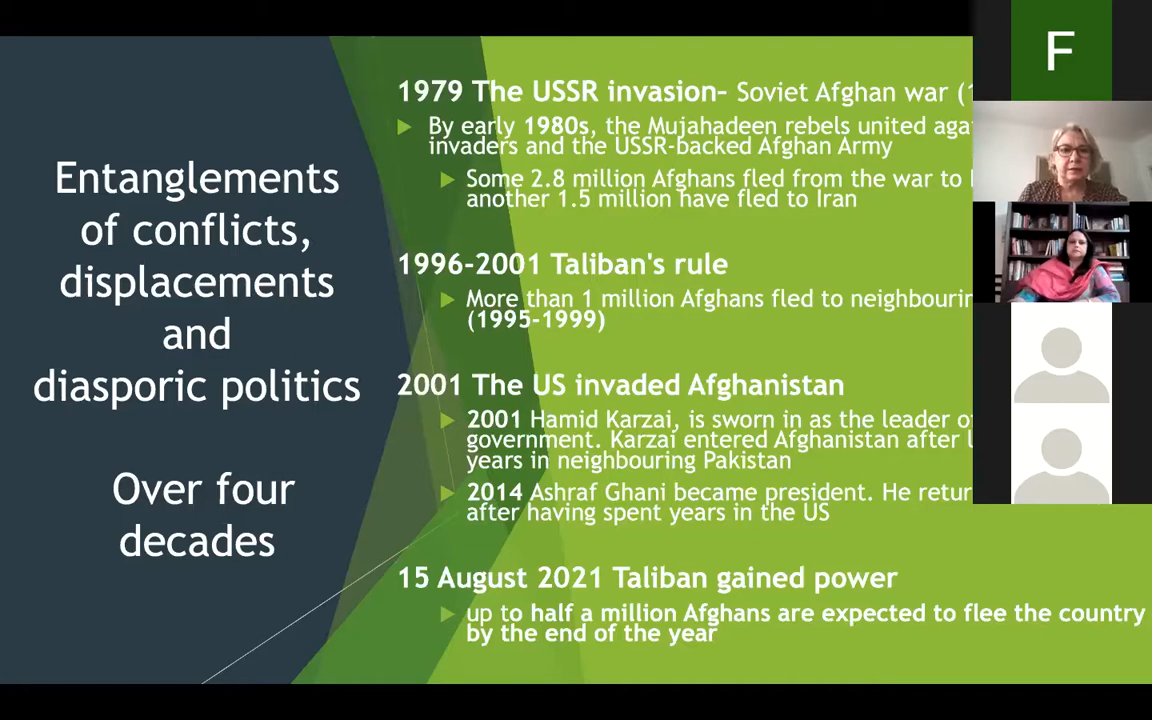 Entanglements
of conflicts,
displacements
and
diasporic politics
Over four
decades
1979 The USSR invasion– Soviet Afghan war (
By early 1980s, the Mujahadeen rebels united
invaders and the USSR-backed Afghan Army
Some 2.8 million Afghans fled from the war to
another 1.5 million have fled to Iran
1996-2001 Taliban's rule
More than 1 million Afghans fled to
(1995-1999)
2001 The US invaded Afghanistan
2001 Hamid Karzai, is sworn in as the leader
government. Karzai entered Afghanistan after
years in neighbouring Pakistan
2014 Ashraf Ghani became president. He
after having spent years in the US
15 August 2021 Taliban gained power
up to half a million Afghans are expected to flee the country
by the end of the year
F